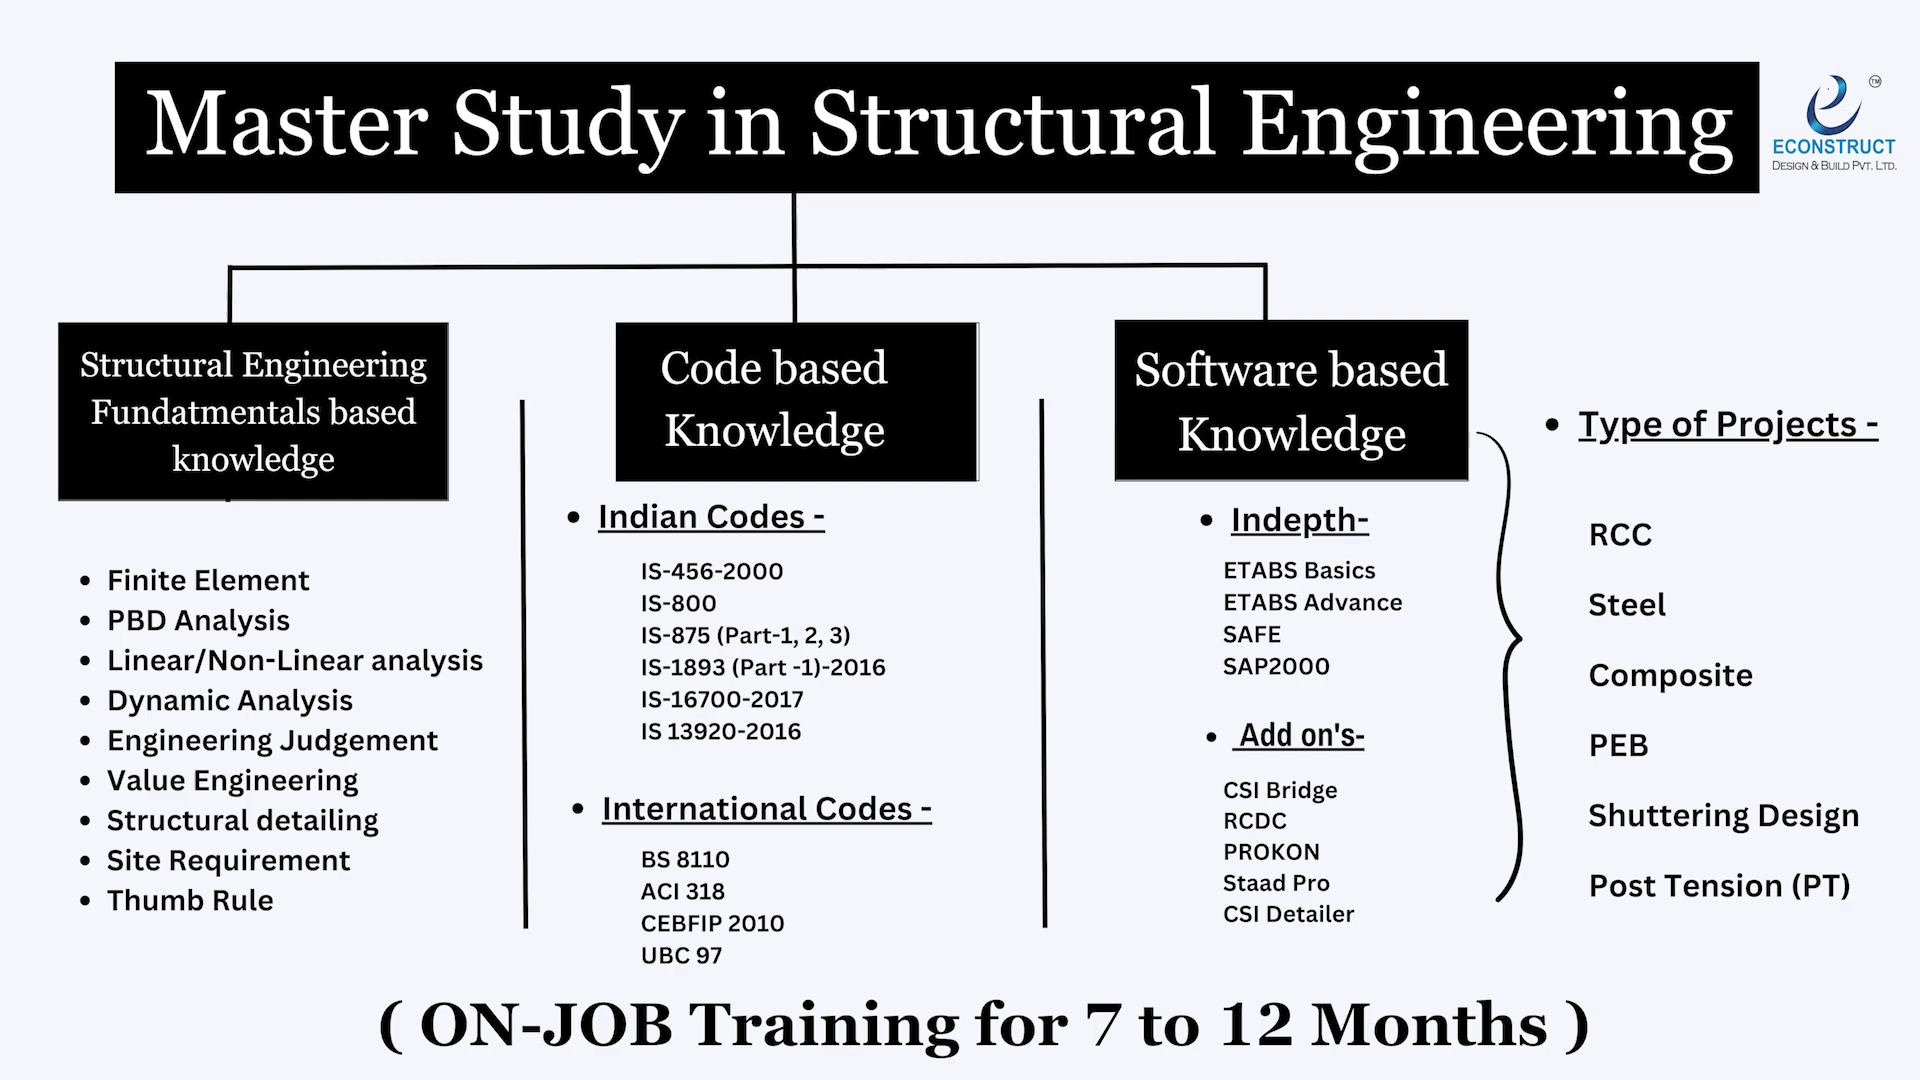 Master Study in Structural Engineering
TM
ECONSTRUCT
DESIGN & BUILD PVT. LTD.
Structural Engineering
Fundatmentals based
knowledge
• Finite Element
• PBD Analysis
• Linear/Non-Linear analysis
• Dynamic Analysis
• Engineering Judgement
• Value Engineering
• Structural detailing
• Site Requirement
• Thumb Rule
Code based
Knowledge
• Indian Codes -
IS-456-2000
IS-800
IS-875 (Part-1, 2, 3)
IS-1893 (Part -1)-2016
IS-16700-2017
IS 13920-2016
• International Codes -
BS 8110
ACI 318
CEBFIP 2010
UBC 97
Software based
Knowledge
• Indepth-
ETABS Basics
ETABS Advance
SAFE
SAP2000
• Add on's-
CSI Bridge
RCDC
PROKON
Staad Pro
CSI Detailer
• Type of Projects -
RCC
Steel
Composite
PEB
Shuttering Design
Post Tension (PT)
( ON-JOB Training for 7 to 12 Months )